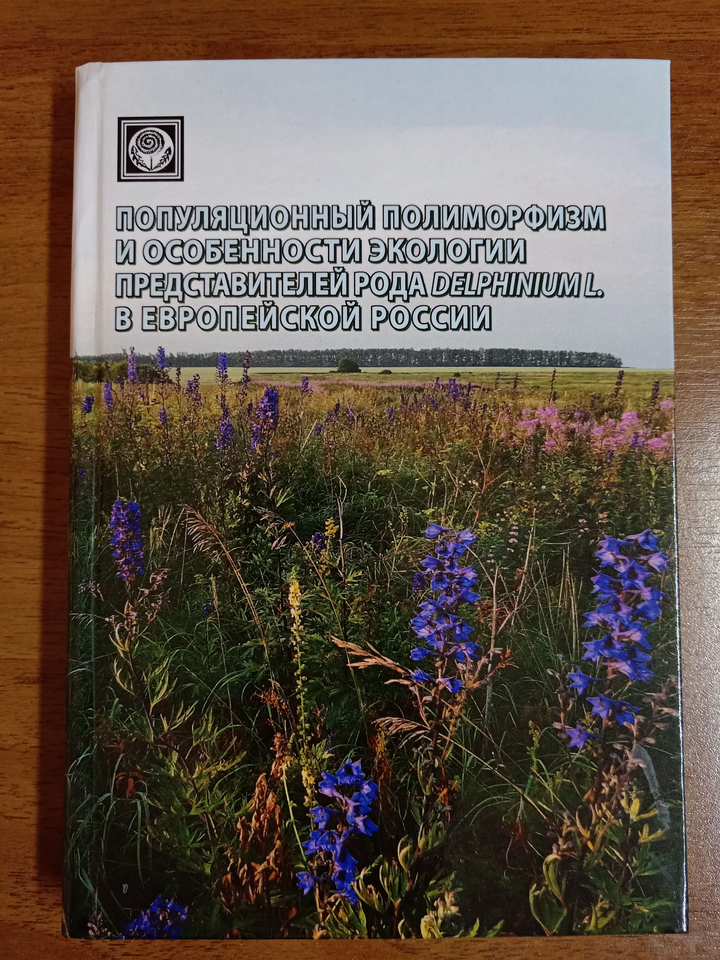 ПОПУЛЯЦИОННЫЙ ПОЛИМОРФИЗМ
И ОСОБЕННОСТИ ЭКОЛОГИИ
ПРЕДСТАВИТЕЛЕЙ РОДА DELPHINIUM L.
В ЕВРОПЕЙСКОЙ РОССИИ